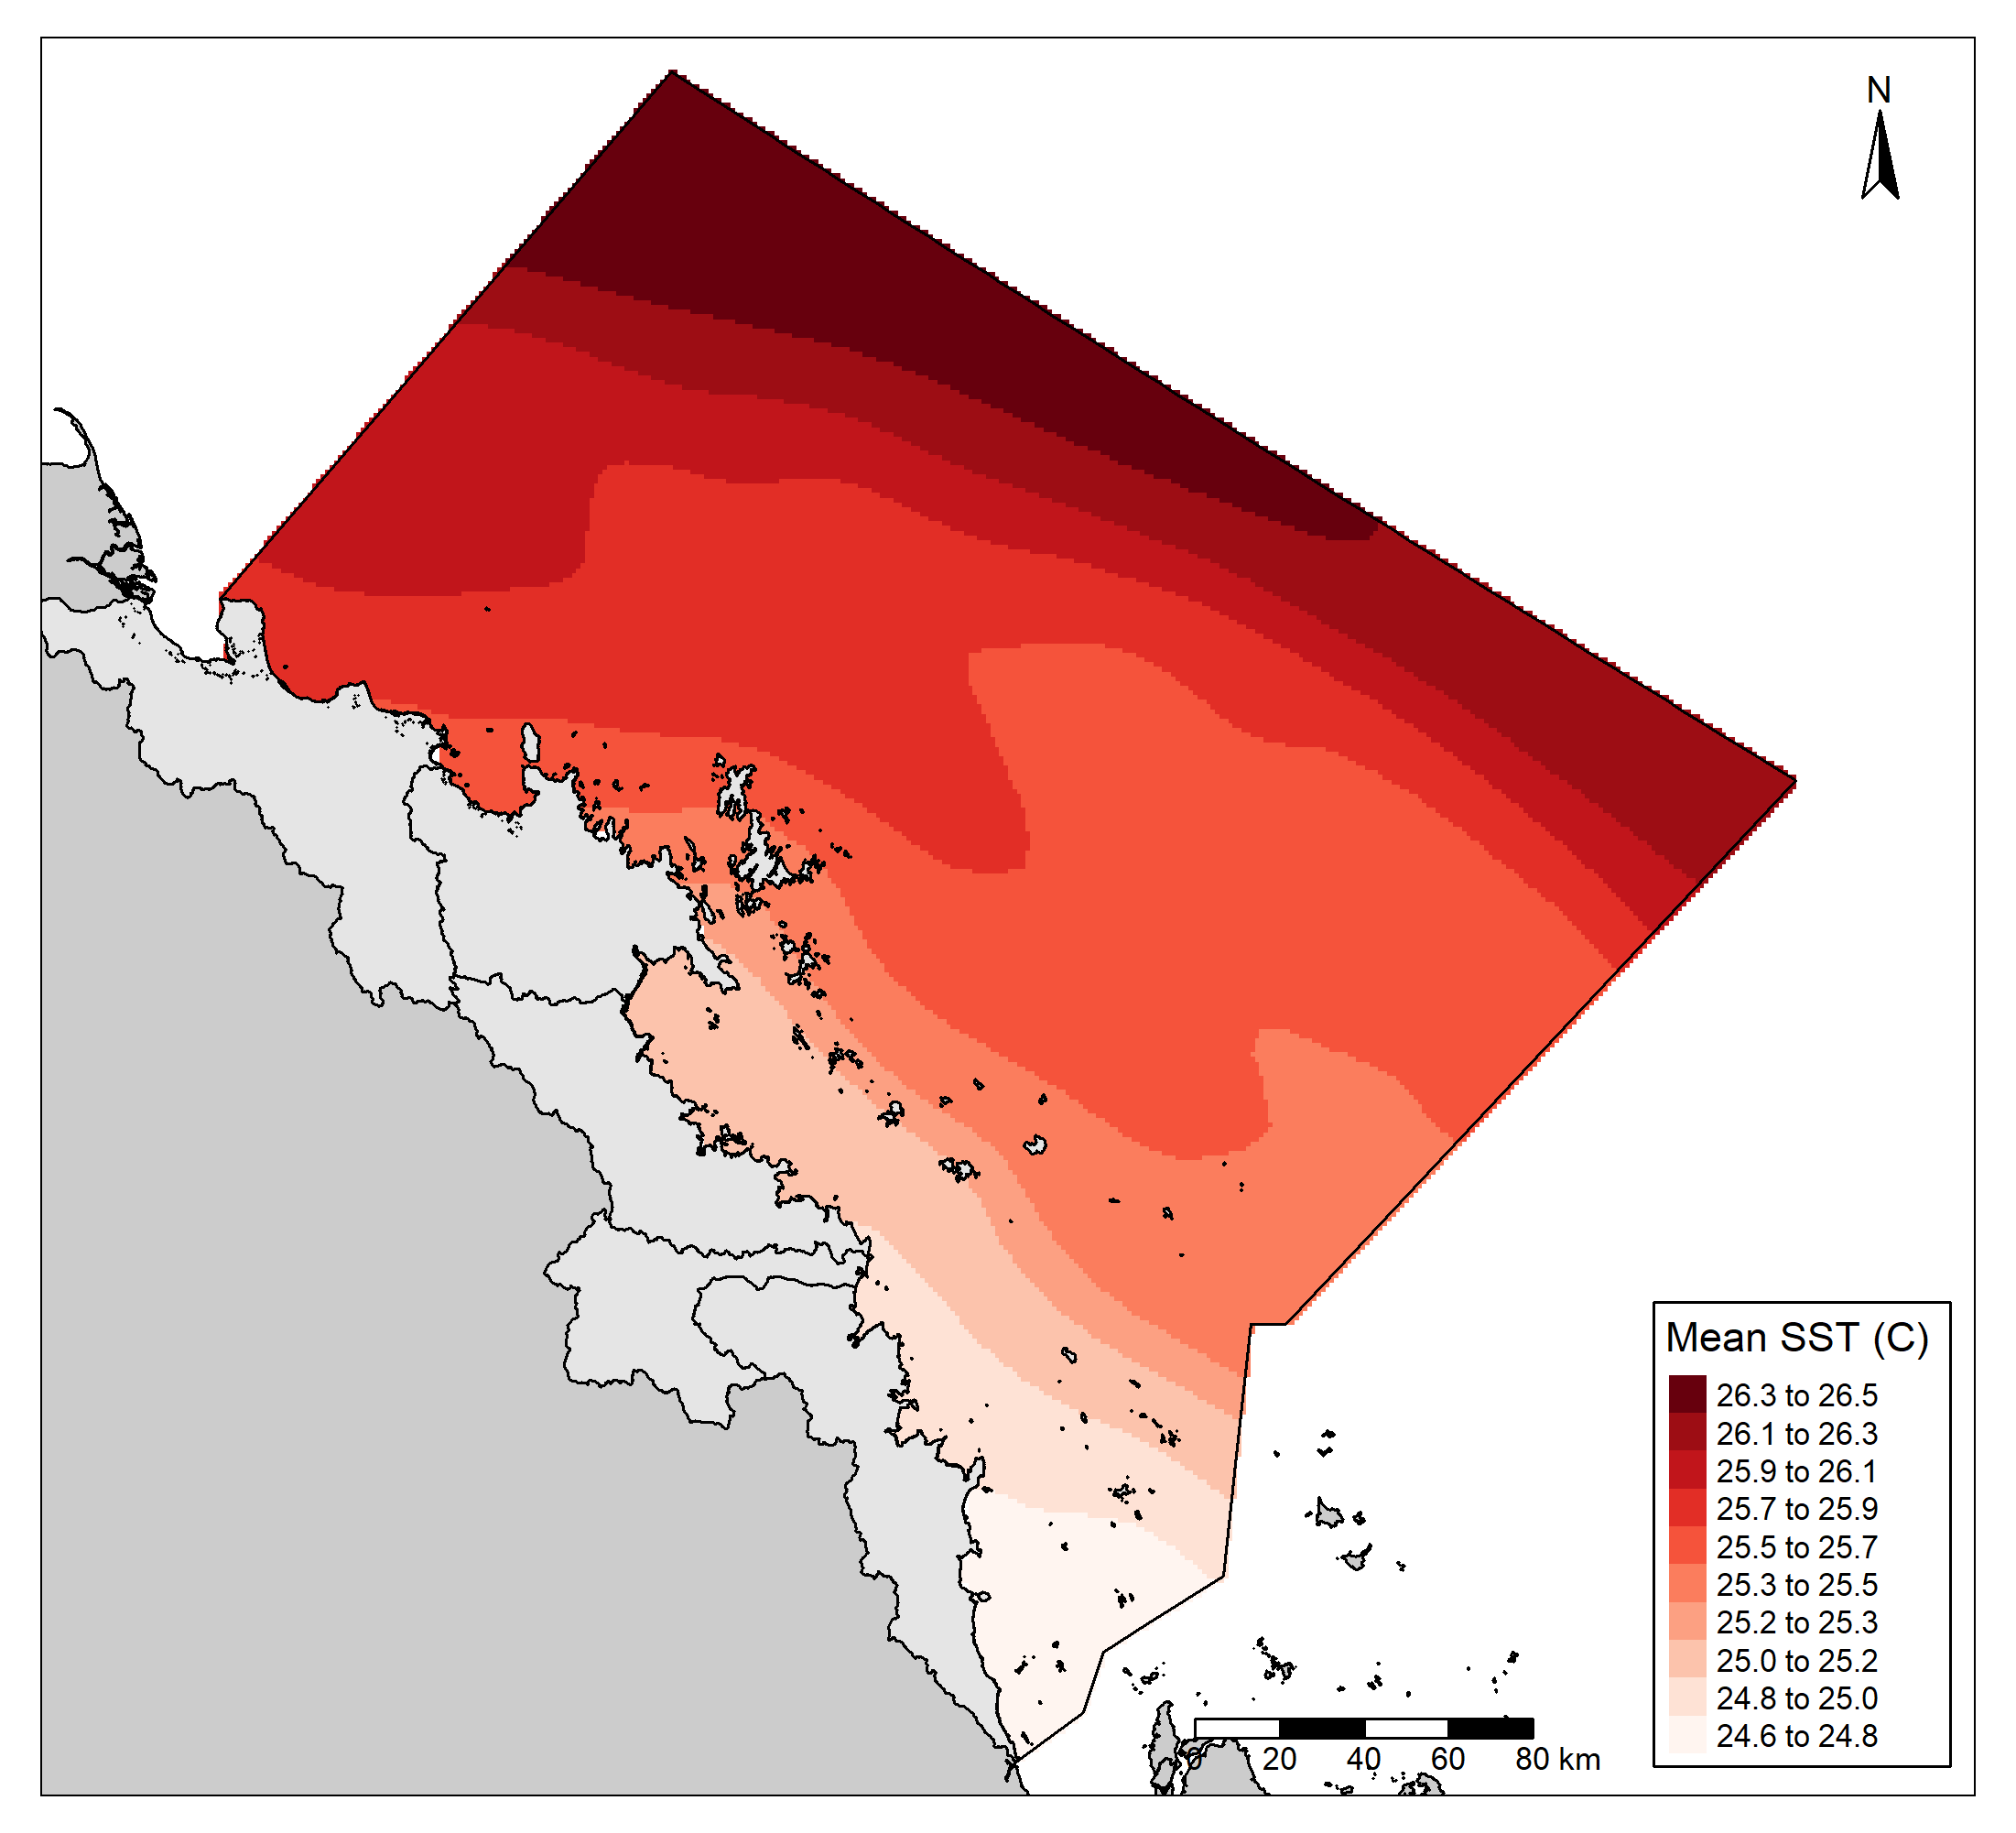 N
Mean SST (C)
26.3 to 26.5
26.1 to 26.3
25.9 to 26.1
25.7 to 25.9
25.5 to 25.7
25.3 to 25.5
25.2 to 25.3
25.0 to 25.2
24.8 to 25.0
24.6 to 24.8
0 20 40 60 80 km